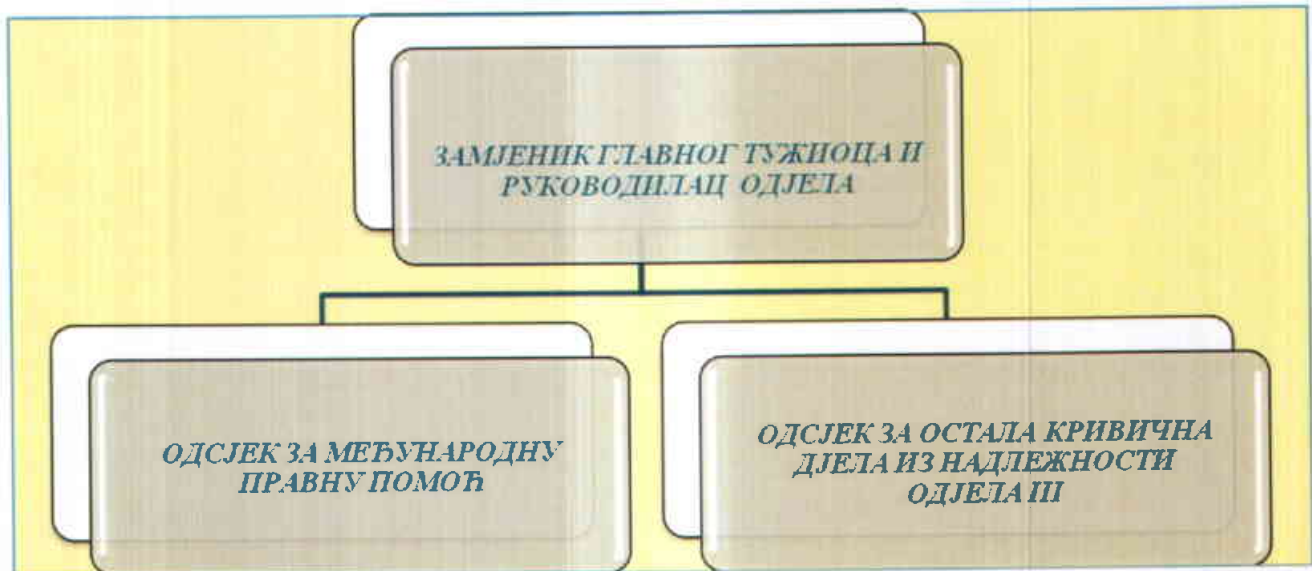 ЗАМЈЕНИК ГЛАВНОГ ТУЖИОЦА И
РУКОВОДИЛАЦ ОДЈЕЛА
ОДСЈЕК ЗА МЕЂУНАРОДНУ
ПРАВНУ ПОМОЋ
ОДСЈЕК ЗА ОСТАЛА КРИВИЧНА
ДЈЕЛА ИЗ НАДЛЕЖНОСТИ
ОДЈЕЛА III